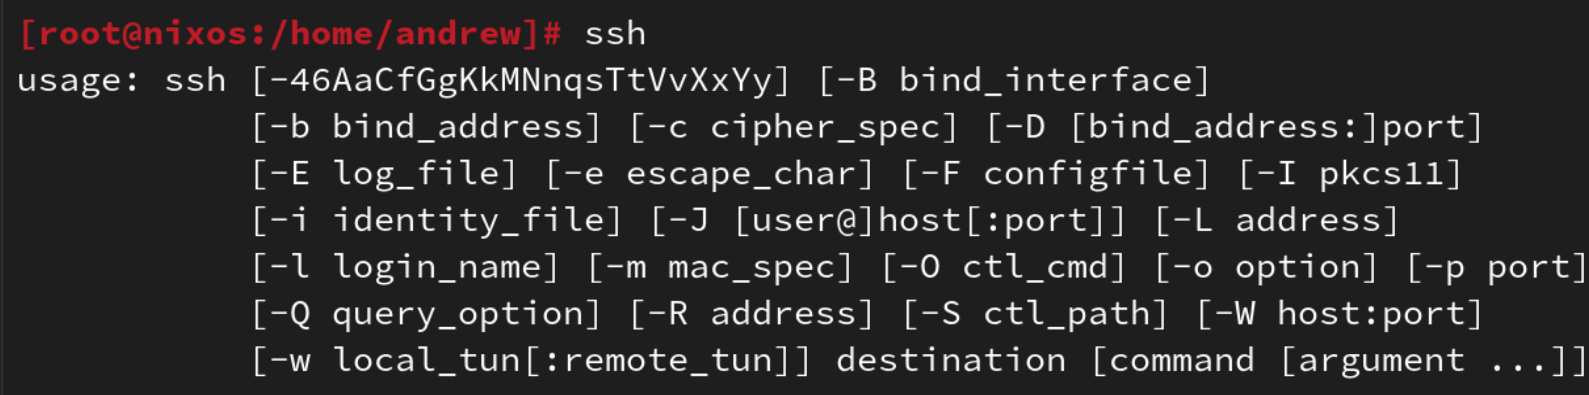 [root@nixos:/home/andrew]# ssh
usage: ssh [-46AaCfGgKkMNnqsTtVvXxYy] [-B bind_interface]
           [-b bind_address] [-c cipher_spec] [-D [bind_address:]port]
           [-E log_file] [-e escape_char] [-F configfile] [-I pkcs11]
           [-i identity_file] [-J [user@]host[:port]] [-L address]
           [-l login_name] [-m mac_spec] [-O ctl_cmd] [-o option] [-p port]
           [-Q query_option] [-R address] [-S ctl_path] [-W host:port]
           [-w local_tun[:remote_tun]] destination [command [argument ...]]